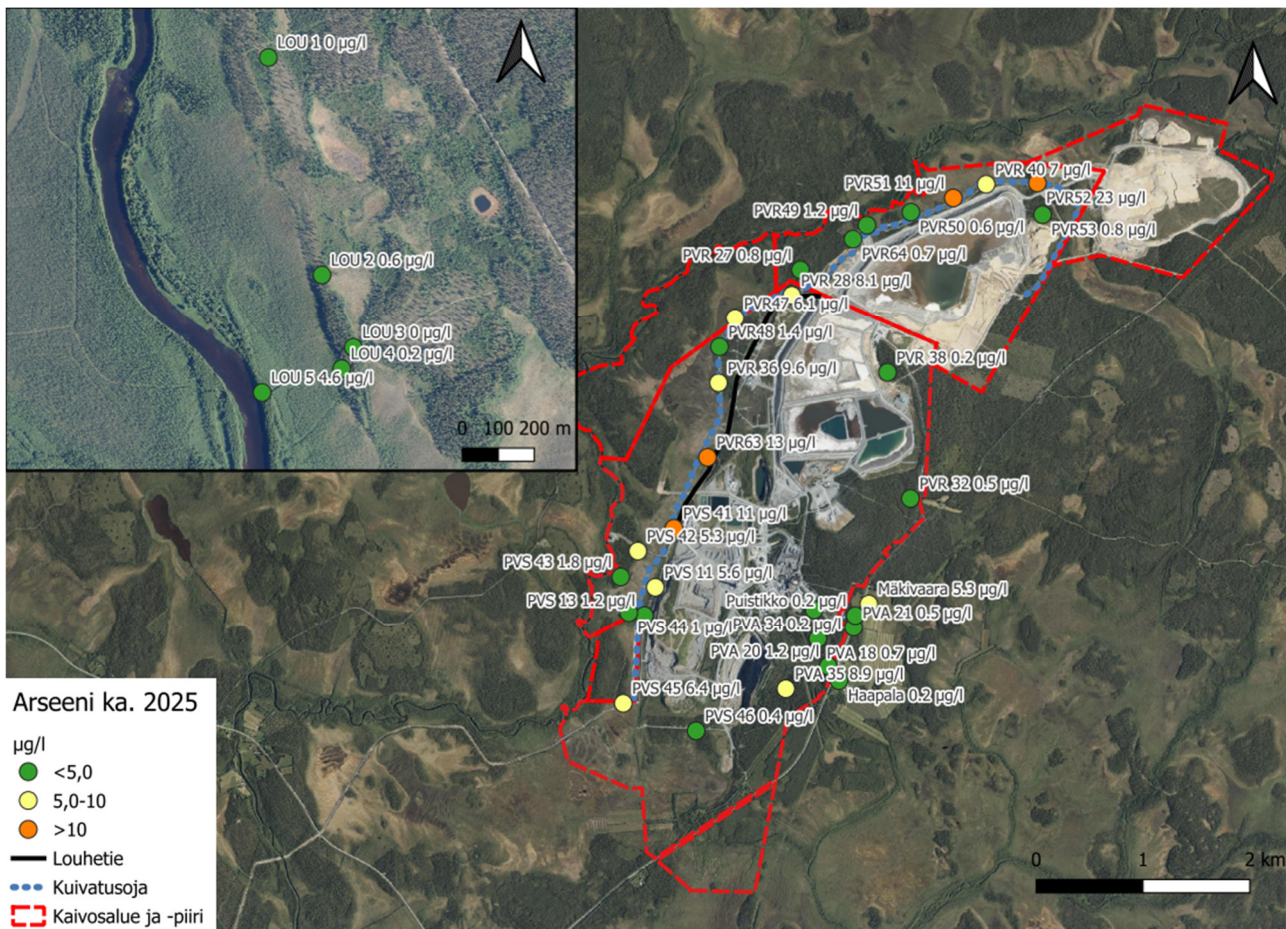 LOU 1 0 µg/l
LOU 2 0.6 µg/l
LOU 3 0 µg/l
LOU 4 0.2 µg/l
LOU 5 4.6 µg/l
0 100 200 m
PVR 40 7 µg/l
PVR51 11 µg/l
PVR52 23 µg/l
PVR49 1.2 µg/l
PVR50 0.6 µg/l
PVR53 0.8 µg/l
PVR64 0.7 µg/l
PVR 27 0.8 µg/l
PVR 28 8.1 µg/l
PVR47 6.1 µg/l
PVR48 1.4 µg/l
PVR 36 9.6 µg/l
PVR 38 0.2 µg/l
PVR63 13 µg/l
PVR 32 0.5 µg/l
PVS 41 11 µg/l
PVS 42 5.3 µg/l
PVS 43 1.8 µg/l
PVS 11 5.6 µg/l
Mäkivaara 5.3 µg/l
PVS 13 1.2 µg/l
Puistikko 0.2 µg/l
PVA 21 0.5 µg/l
PVS 44 1 µg/l
PVA 34 0.2 µg/l
PVA 20 1.2 µg/l
PVA 18 0.7 µg/l
PVA 35 8.9 µg/l
Haapala 0.2 µg/l
PVS 45 6.4 µg/l
PVS 46 0.4 µg/l
Arseeni ka. 2025
µg/l
<5,0
5,0-10
>10
Louhetie
Kuivatusoja
Kaivosalue ja -piiri
0 1 2 km